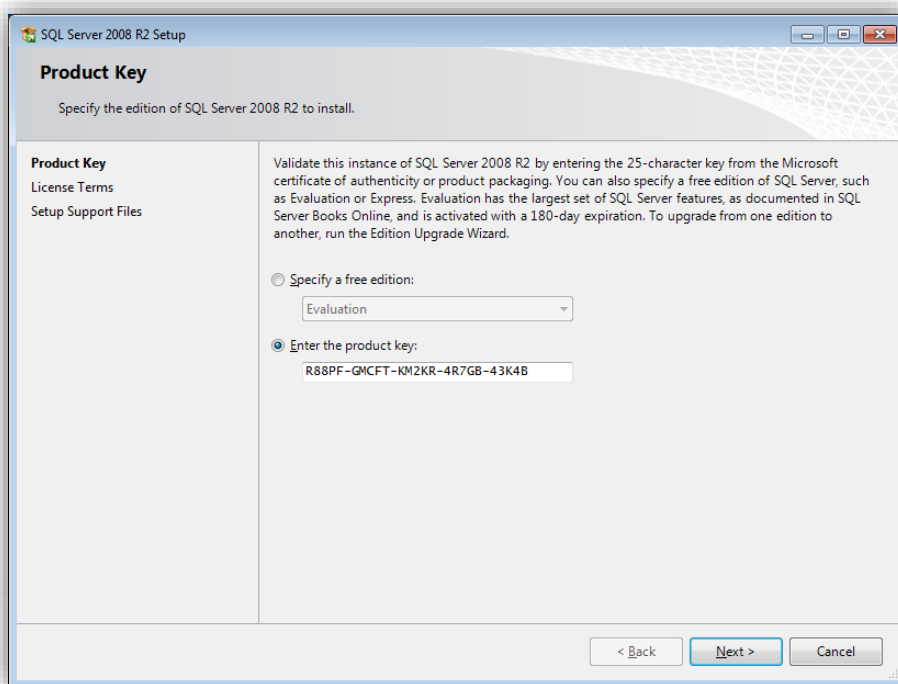 SQL Server 2008 R2 Setup
Product Key
Specify the edition of SQL Server 2008 R2 to install.
Product Key
License Terms
Setup Support Files
Validate this instance of SQL Server 2008 R2 by entering the 25-character key from the Microsoft
certificate of authenticity or product packaging. You can also specify a free edition of SQL Server, such
as Evaluation or Express. Evaluation has the largest set of SQL Server features, as documented in SQL
Server Books Online, and is activated with a 180-day expiration. To upgrade from one edition to
another, run the Edition Upgrade Wizard.
Specify a free edition:
Evaluation
Enter the product key:
R88PF-GMCFT-KM2KR-4R7GB-43K4B
< Back
Next >
Cancel